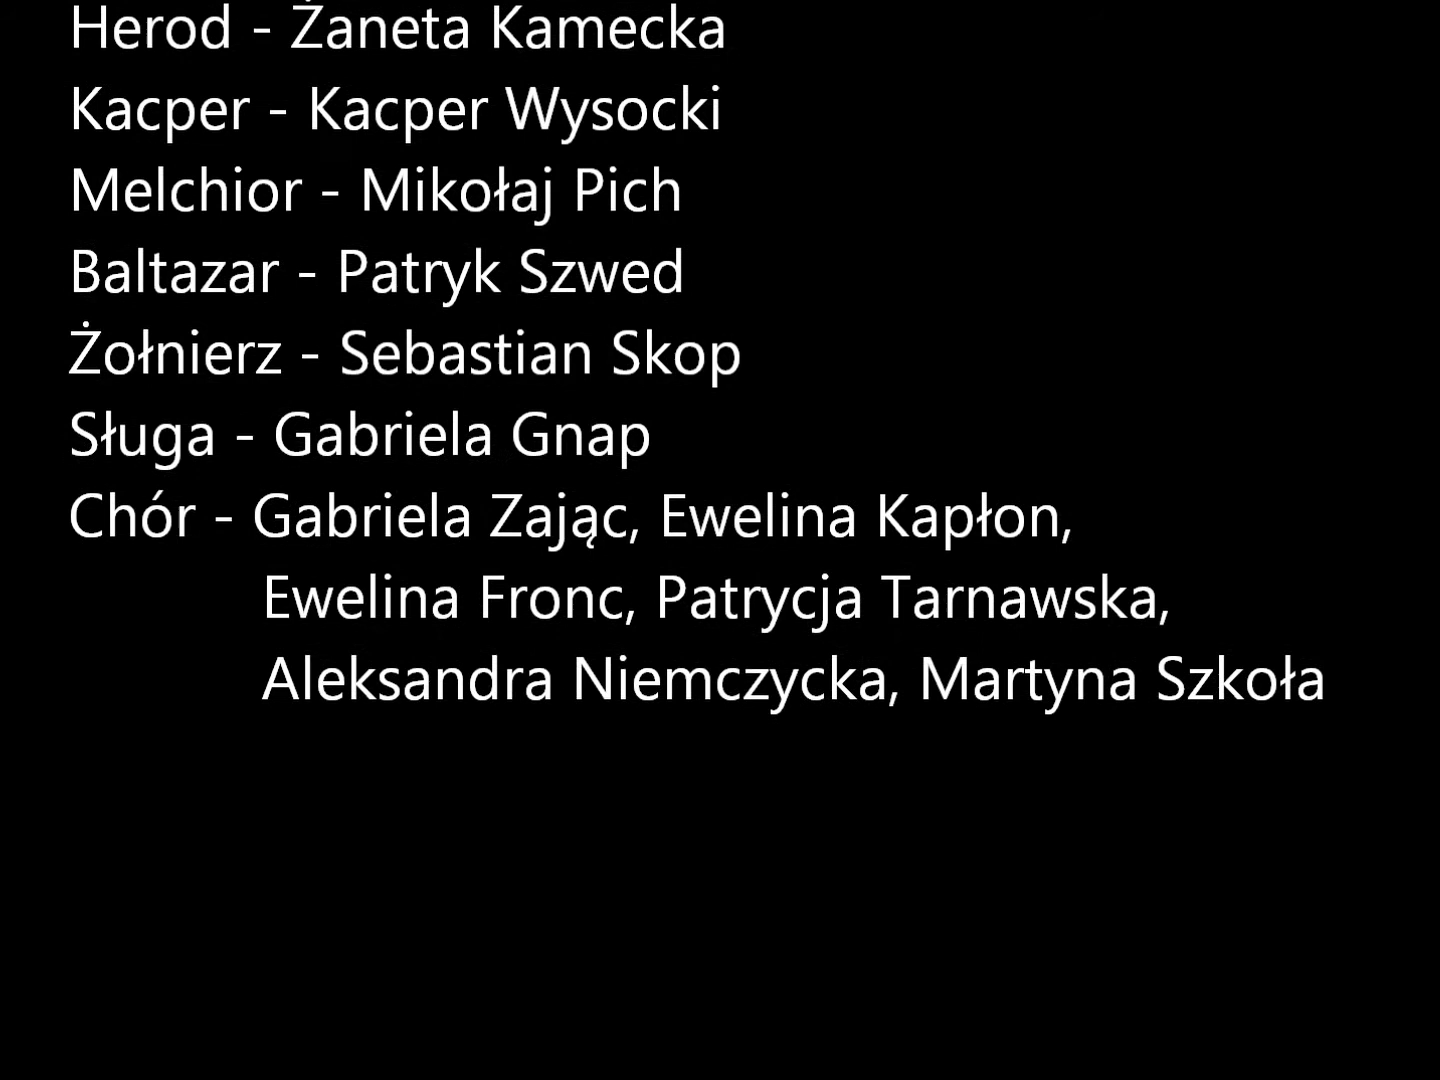 Herod - Żaneta Kamecka
Kacper - Kacper Wysocki
Melchior - Mikołaj Pich
Baltazar - Patryk Szwed
Żołnierz - Sebastian Skop
Sługa - Gabriela Gnap
Chór - Gabriela Zając, Ewelina Kapłon,
Ewelina Fronc, Patrycja Tarnawska,
Aleksandra Niemczycka, Martyna Szkoła